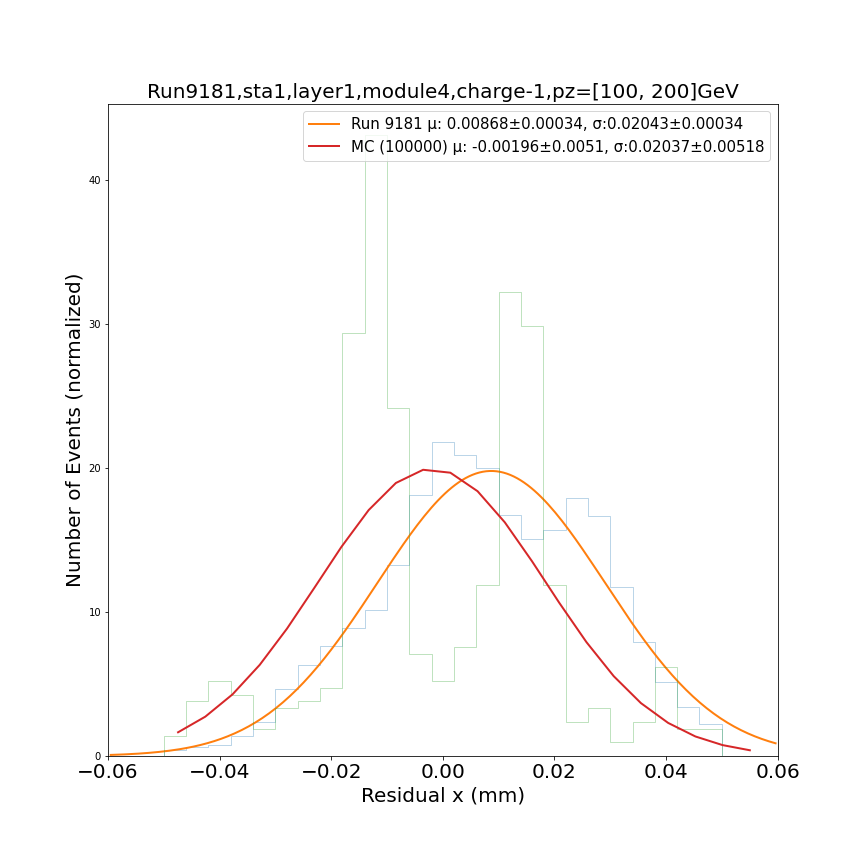 Run9181,sta1,layer1,module4,charge-1,pz=[100, 200]GeV
Run 9181 μ: 0.00868±0.00034, σ:0.02043±0.00034
MC (100000) μ: -0.00196±0.0051, σ:0.02037±0.00518
Number of Events (normalized)
40
30
20
10
0
−0.06 −0.04 −0.02 0.00 0.02 0.04 0.06
Residual x (mm)